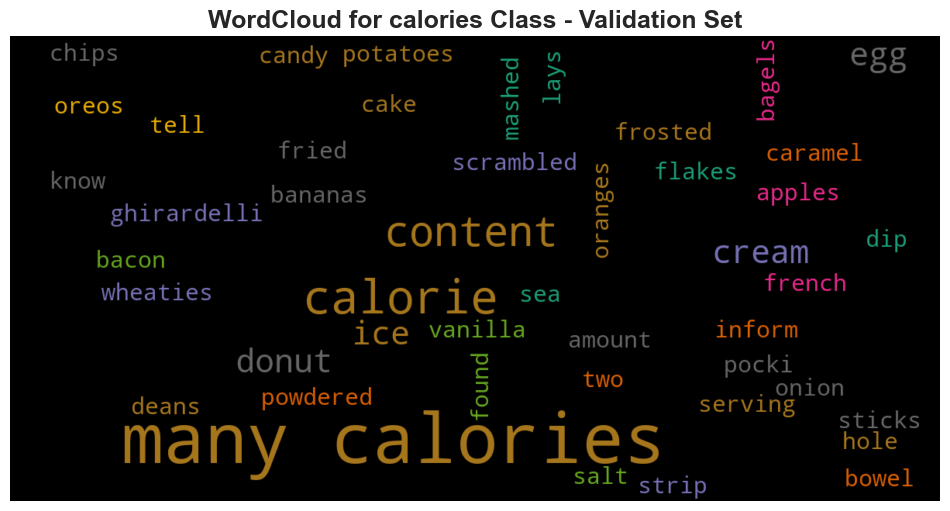 WordCloud for calories Class - Validation Set
chips
candy
potatoes
mashed
lays
bagels
egg
oreos
tell
cake
frosted
fried
scrambled
caramel
know
bananas
oranges
flakes
apples
ghirardelli
content
cream
dip
bacon
wheaties
calorie
sea
french
ice
vanilla
amount
inform
donut
found
two
pocki
onion
deans
powdered
serving
sticks
many calories
hole
salt
strip
bowel